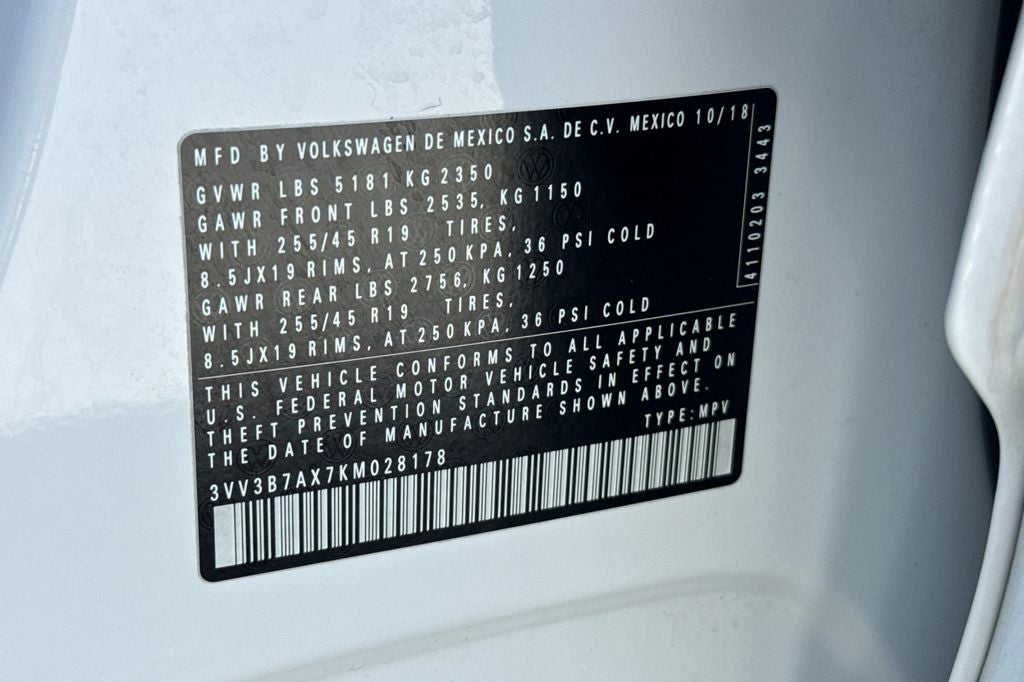 MFD BY VOLKSWAGEN DE MEXICO S.A. DE C.V. MEXICO 10/18
GVWR LBS 5181 KG 2350
GAWR FRONT LBS 2535, KG 1150
WITH 255/45 R19 TIRES,
8.5JX19 RIMS, AT 250 KPA, 36 PSI COLD
GAWR REAR LBS 2756, KG 1250
WITH 255/45 R19 TIRES,
8.5JX19 RIMS, AT 250 KPA, 36 PSI COLD
4110203 3443
THIS VEHICLE CONFORMS TO ALL APPLICABLE
U.S. FEDERAL MOTOR VEHICLE SAFETY AND
THEFT PREVENTION STANDARDS IN EFFECT ON
THE DATE OF MANUFACTURE SHOWN ABOVE.
TYPE: MPV
3VV3B7AX7KM028178